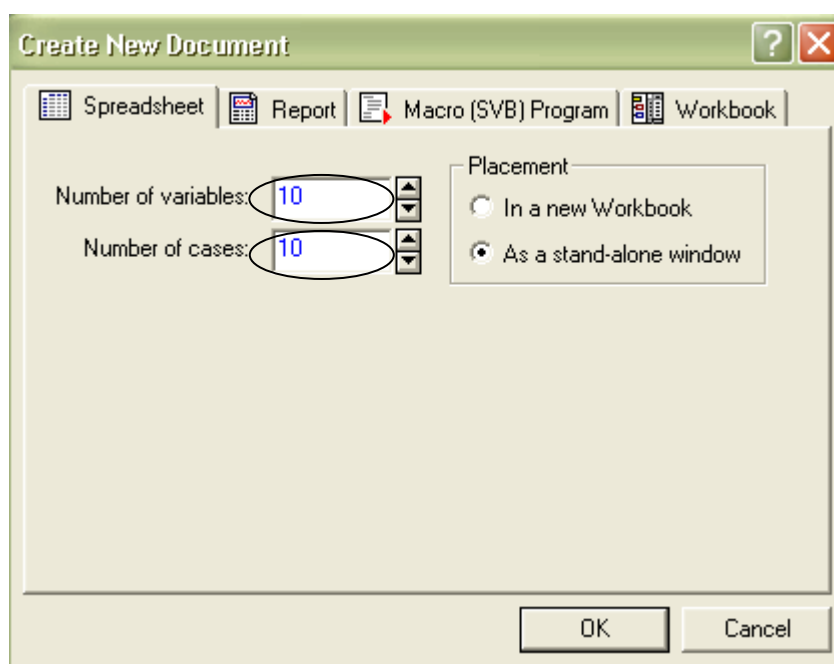 Create New Document
Spreadsheet Report Macro (SVB) Program Workbook
Placement
Number of variables: 10
In a new Workbook
Number of cases: 10
As a stand-alone window
OK Cancel